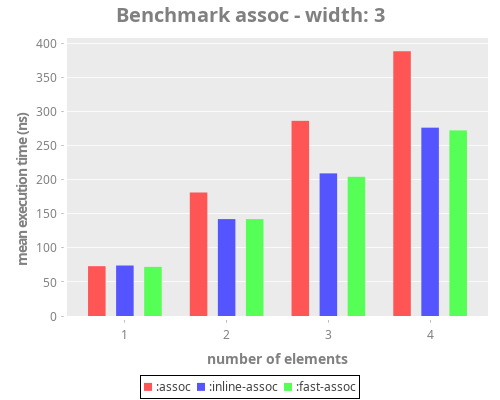 Benchmark assoc - width: 3
mean execution time (ns)
400
350
300
250
200
150
100
50
0
1 2 3 4
number of elements
:assoc :inline-assoc :fast-assoc